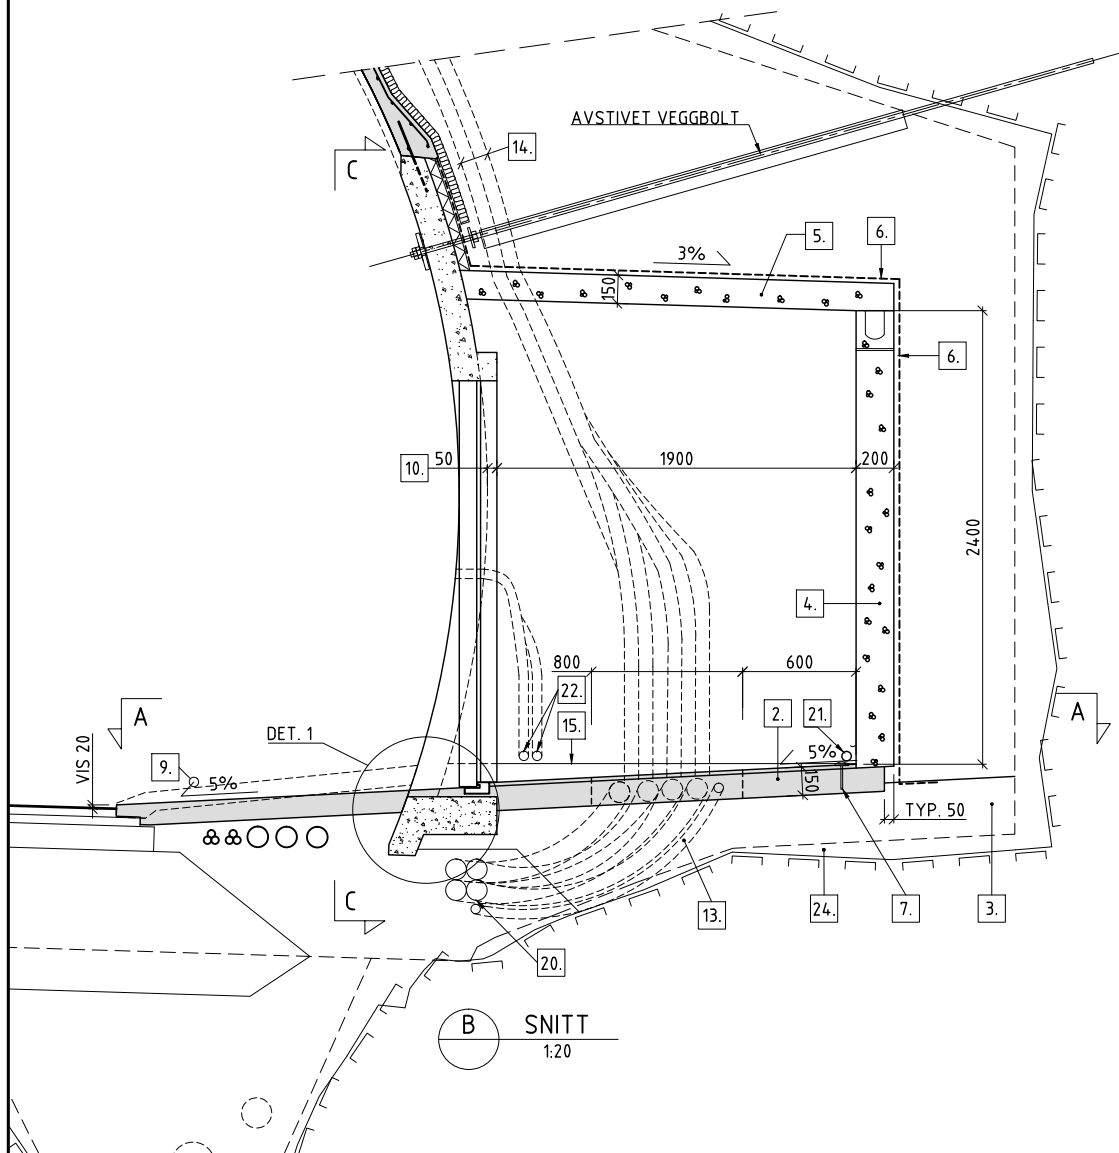 AVSTIVET VEGGBOLT
14.
C
5.
6.
3%
150
6.
10.
50
1900
200
2400
4.
800
600
22.
2.
21.
A
A
15.
DET. 1
5%
VIS 20
9.
5%
150
TYP. 50
C
13.
24.
7.
3.
20.
B
SNITT
1:20